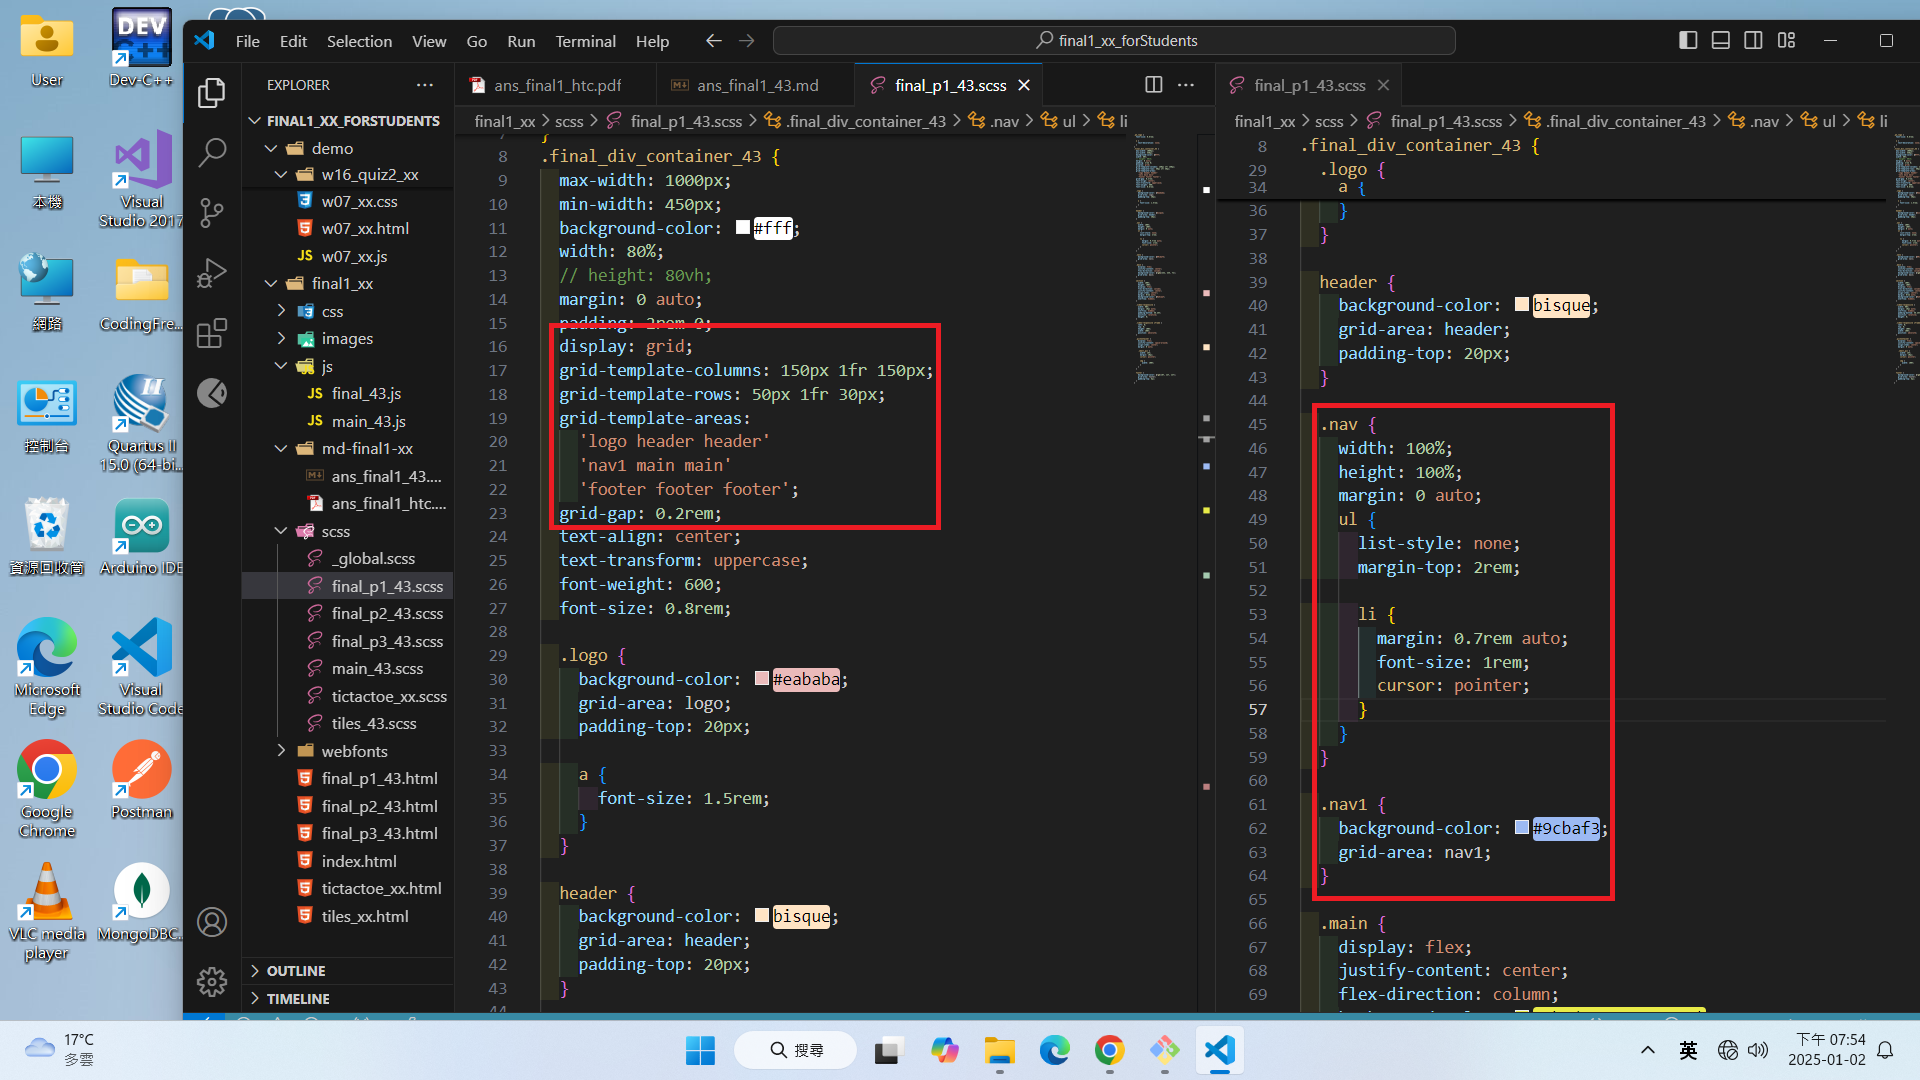 User
Dev-C++
本機
Visual
Studio 2017
網路
CodingFre...
控制台
Quartus II
15.0 (64-bi...
資源回收筒
Arduino IDE
Microsoft
Edge
Visual
Studio Code
Google
Chrome
Postman
VLC media
player
MongoDBC...
File Edit Selection View Go Run Terminal Help
final1_xx_forStudents
EXPLORER
FINAL1_XX_FORSTUDENTS
demo
w16_quiz2_xx
w07_xx.css
w07_xx.html
w07_xx.js
final1_xx
css
images
js
final_43.js
main_43.js
md-final1-xx
ans_final1_43....
ans_final1_htc....
scss
_global.scss
final_p1_43.scss
final_p2_43.scss
final_p3_43.scss
main_43.scss
tictactoe_xx.scss
tiles_43.scss
webfonts
final_p1_43.html
final_p2_43.html
final_p3_43.html
index.html
tictactoe_xx.html
tiles_xx.html
OUTLINE
TIMELINE
ans_final1_htc.pdf
ans_final1_43.md
final_p1_43.scss
final1_xx > scss > final_p1_43.scss > .final_div_container_43 > .nav > ul > li
8 .final_div_container_43 {
9 max-width: 1000px;
10 min-width: 450px;
11 background-color: #fff;
12 width: 80%;
13 // height: 80vh;
14 margin: 0 auto;
15 padding: 2rem 0;
16 display: grid;
17 grid-template-columns: 150px 1fr 150px;
18 grid-template-rows: 50px 1fr 30px;
19 grid-template-areas:
20 'logo header header'
21 'nav1 main main'
22 'footer footer footer';
23 grid-gap: 0.2rem;
24 text-align: center;
25 text-transform: uppercase;
26 font-weight: 600;
27 font-size: 0.8rem;
28
29 .logo {
30 background-color: #eababa;
31 grid-area: logo;
32 padding-top: 20px;
33
34 a {
35 font-size: 1.5rem;
36 }
37 }
38
39 header {
40 background-color: bisque;
41 grid-area: header;
42 padding-top: 20px;
43 }
44
final_p1_43.scss
final1_xx > scss > final_p1_43.scss > .final_div_container_43 > .nav > ul > li
8 .final_div_container_43 {
29 .logo {
34 a {
36 }
37 }
38
39 header {
40 background-color: bisque;
41 grid-area: header;
42 padding-top: 20px;
43 }
44
45 .nav {
46 width: 100%;
47 height: 100%;
48 margin: 0 auto;
49 ul {
50 list-style: none;
51 margin-top: 2rem;
52
53 li {
54 margin: 0.7rem auto;
55 font-size: 1rem;
56 cursor: pointer;
57 }
58 }
59 }
60
61 .nav1 {
62 background-color: #9cbaf3;
63 grid-area: nav1;
64 }
65
66 .main {
67 display: flex;
68 justify-content: center;
69 flex-direction: column;
17°C
多雲
搜尋
英
下午 07:54
2025-01-02